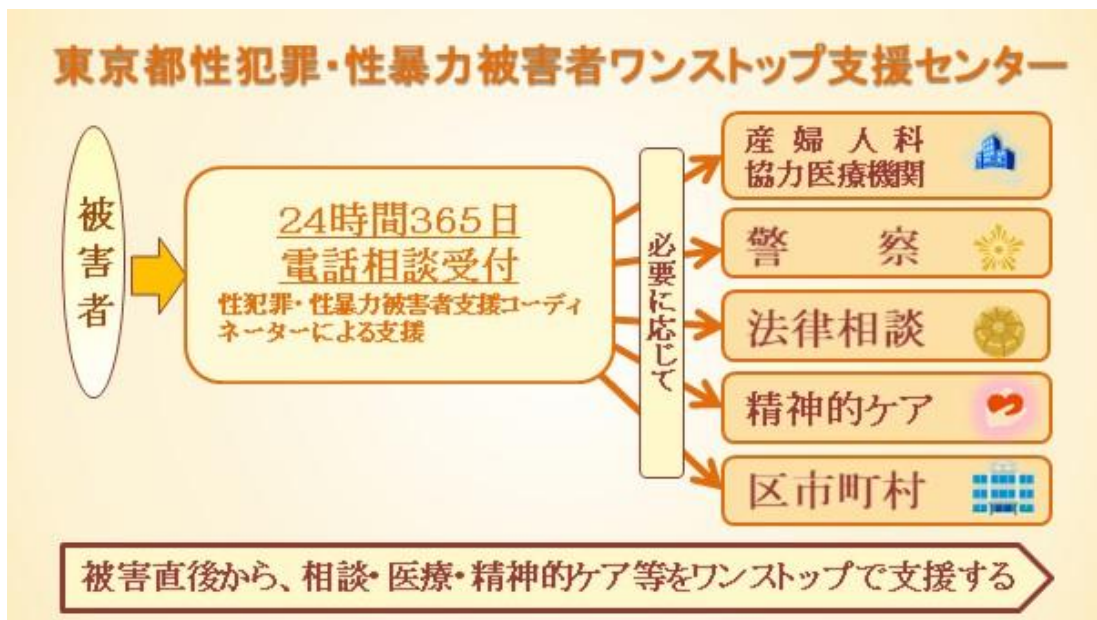 東京都性犯罪・性暴力被害者ワンストップ支援センター
被害者
24時間365日
電話相談受付
性犯罪・性暴力被害者支援コーディ
ネーターによる支援
必要に応じて
産婦人科
協力医療機関
警察
法律相談
精神的ケア
区市町村
被害直後から、相談・医療・精神的ケア等をワンストップで支援する